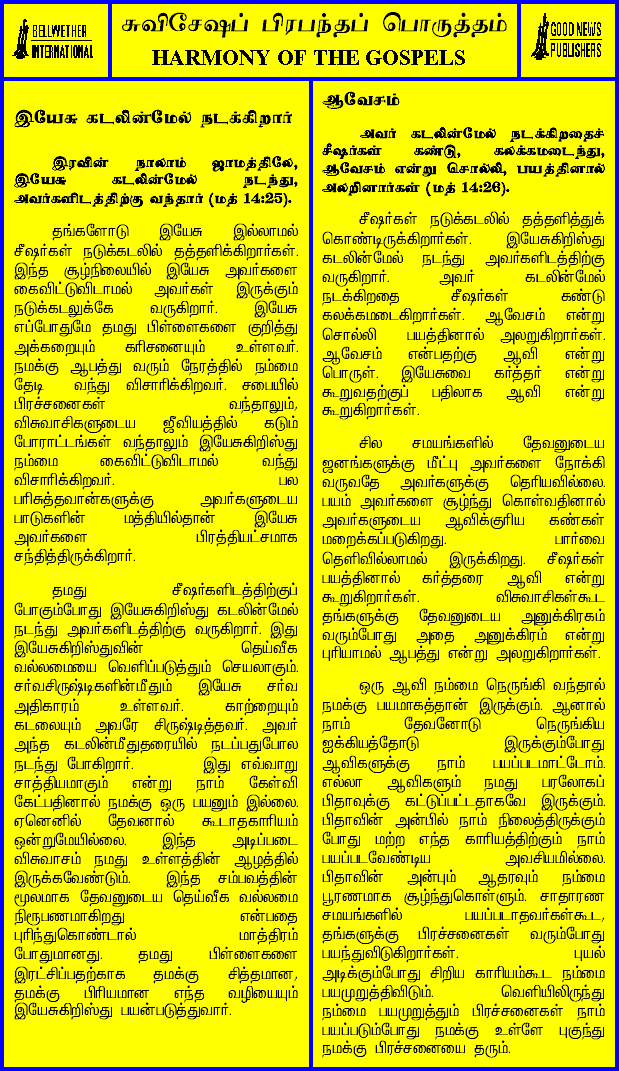 BELLWETHER
INTERNATIONAL
சுவிசேஷப் பிரபந்தப் பொருத்தம்
HARMONY OF THE GOSPELS
GOOD NEWS
PUBLISHERS
இயேசு கடலின்மேல் நடக்கிறார்
இரவின் நாலாம் ஜாமத்திலே,
இயேசு கடலின்மேல் நடந்து,
அவர்களிடத்திற்கு வந்தார் (மத் 14:25).
தங்களோடு இயேசு இல்லாமல்
சீஷர்கள் நடுக்கடலில் தத்தளிக்கிறார்கள்.
இந்த சூழ்நிலையில் இயேசு அவர்களை
கைவிட்டுவிடாமல் அவர்கள் இருக்கும்
நடுக்கடலுக்கே வருகிறார். இயேசு
எப்போதுமே தமது பிள்ளைகளை குறித்து
அக்கறையும் கரிசனையும் உள்ளவர்.
நமக்கு ஆபத்து வரும் நேரத்தில் நம்மை
தேடி வந்து விசாரிக்கிறவர். சபையில்
பிரச்சனைகள் வந்தாலும்,
விசுவாசிகளுடைய ஜீவியத்தில் கடும்
போராட்டங்கள் வந்தாலும் இயேசுகிறிஸ்து
நம்மை கைவிட்டுவிடாமல் வந்து
விசாரிக்கிறவர். பல
பரிசுத்தவான்களுக்கு அவர்களுடைய
பாடுகளின் மத்தியில்தான் இயேசு
அவர்களை பிரத்தியட்சமாக
சந்தித்திருக்கிறார்.
தமது சீஷர்களிடத்திற்குப்
போகும்போது இயேசுகிறிஸ்து கடலின்மேல்
நடந்து அவர்களிடத்திற்கு வருகிறார். இது
இயேசுகிறிஸ்துவின் தெய்வீக
வல்லமையை வெளிப்படுத்தும் செயலாகும்.
சர்வசிருஷ்டிகளின்மீதும் இயேசு சர்வ
அதிகாரம் உள்ளவர். காற்றையும்
கடலையும் அவரே சிருஷ்டித்தவர். அவர்
அந்த கடலின்மீதுதரையில் நடப்பதுபோல
நடந்து போகிறார். இது எவ்வாறு
சாத்தியமாகும் என்று நாம் கேள்வி
கேட்பதினால் நமக்கு ஒரு பயனும் இல்லை.
ஏனெனில் தேவனால் கூடாதகாரியம்
ஒன்றுமேயில்லை. இந்த அடிப்படை
விசுவாசம் நமது உள்ளத்தின் ஆழத்தில்
இருக்கவேண்டும். இந்த சம்பவத்தின்
மூலமாக தேவனுடைய தெய்வீக வல்லமை
நிரூபணமாகிறது என்பதை
புரிந்துகொண்டால் மாத்திரம்
போதுமானது. தமது பிள்ளைகளை
இரட்சிப்பதற்காக தமக்கு சித்தமான,
தமக்கு பிரியமான எந்த வழியையும்
இயேசுகிறிஸ்து பயன்படுத்துவார்.
ஆவேசம்
அவர் கடலின்மேல் நடக்கிறதைச்
சீஷர்கள் கண்டு, கலக்கமடைந்து,
ஆவேசம் என்று சொல்லி, பயத்தினால்
அலறினார்கள் (மத் 14:26).
சீஷர்கள் நடுக்கடலில் தத்தளித்துக்
கொண்டிருக்கிறார்கள். இயேசுகிறிஸ்து
கடலின்மேல் நடந்து அவர்களிடத்திற்கு
வருகிறார். அவர் கடலின்மேல்
நடக்கிறதை சீஷர்கள் கண்டு
கலக்கமடைகிறார்கள். ஆவேசம் என்று
சொல்லி பயத்தினால் அலறுகிறார்கள்.
ஆவேசம் என்பதற்கு ஆவி என்று
பொருள். இயேசுவை கர்த்தர் என்று
கூறுவதற்குப் பதிலாக ஆவி என்று
கூறுகிறார்கள்.
சில சமயங்களில் தேவனுடைய
ஜனங்களுக்கு மீட்பு அவர்களை நோக்கி
வருவதே அவர்களுக்கு தெரியவில்லை.
பயம் அவர்களை சூழ்ந்து கொள்வதினால்
அவர்களுடைய ஆவிக்குரிய கண்கள்
மறைக்கப்படுகிறது. பார்வை
தெளிவில்லாமல் இருக்கிறது. சீஷர்கள்
பயத்தினால் கர்த்தரை ஆவி என்று
கூறுகிறார்கள். விசுவாசிகள்கூட
தங்களுக்கு தேவனுடைய அனுக்கிரகம்
வரும்போது அதை அனுக்கிரம் என்று
புரியாமல் ஆபத்து என்று அலறுகிறார்கள்.
ஒரு ஆவி நம்மை நெருங்கி வந்தால்
நமக்கு பயமாகத்தான் இருக்கும். ஆனால்
நாம் தேவனோடு நெருங்கிய
ஐக்கியத்தோடு இருக்கும்போது
ஆவிகளுக்கு நாம் பயப்படமாட்டோம்.
எல்லா ஆவிகளும் நமது பரலோகப்
பிதாவுக்கு கட்டுப்பட்டதாகவே இருக்கும்.
பிதாவின் அன்பில் நாம் நிலைத்திருக்கும்
போது மற்ற எந்த காரியத்திற்கும் நாம்
பயப்படவேண்டிய அவசியமில்லை.
பிதாவின் அன்பும் ஆதரவும் நம்மை
பூரணமாக சூழ்ந்துகொள்ளும். சாதாரண
சமயங்களில் பயப்படாதவர்கள்கூட,
தங்களுக்கு பிரச்சனைகள் வரும்போது
பயந்துவிடுகிறார்கள். புயல்
அடிக்கும்போது சிறிய காரியம்கூட நம்மை
பயமுறுத்திவிடும். வெளியிலிருந்து
நம்மை பயமுறுத்தும் பிரச்சனைகள் நாம்
பயப்படும்போது நமக்கு உள்ளே புகுந்து
நமக்கு பிரச்சனையை தரும்.